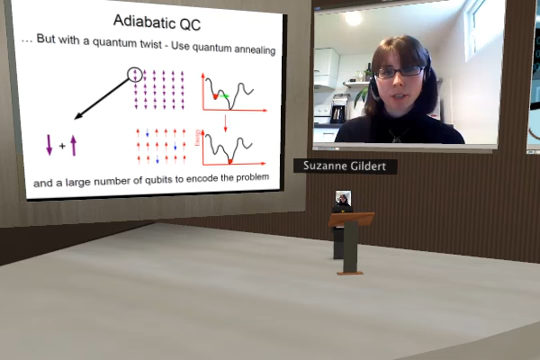 Adiabatic QC
... But with a quantum twist - Use quantum annealing
+
Energy
and a large number of qubits to encode the problem
Suzanne Gildert